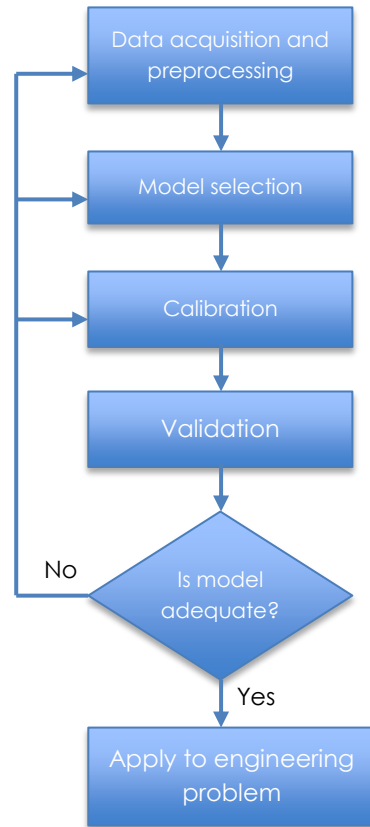 Data acquisition and
preprocessing
Model selection
Calibration
Validation
No
Is model
adequate?
Yes
Apply to engineering
problem